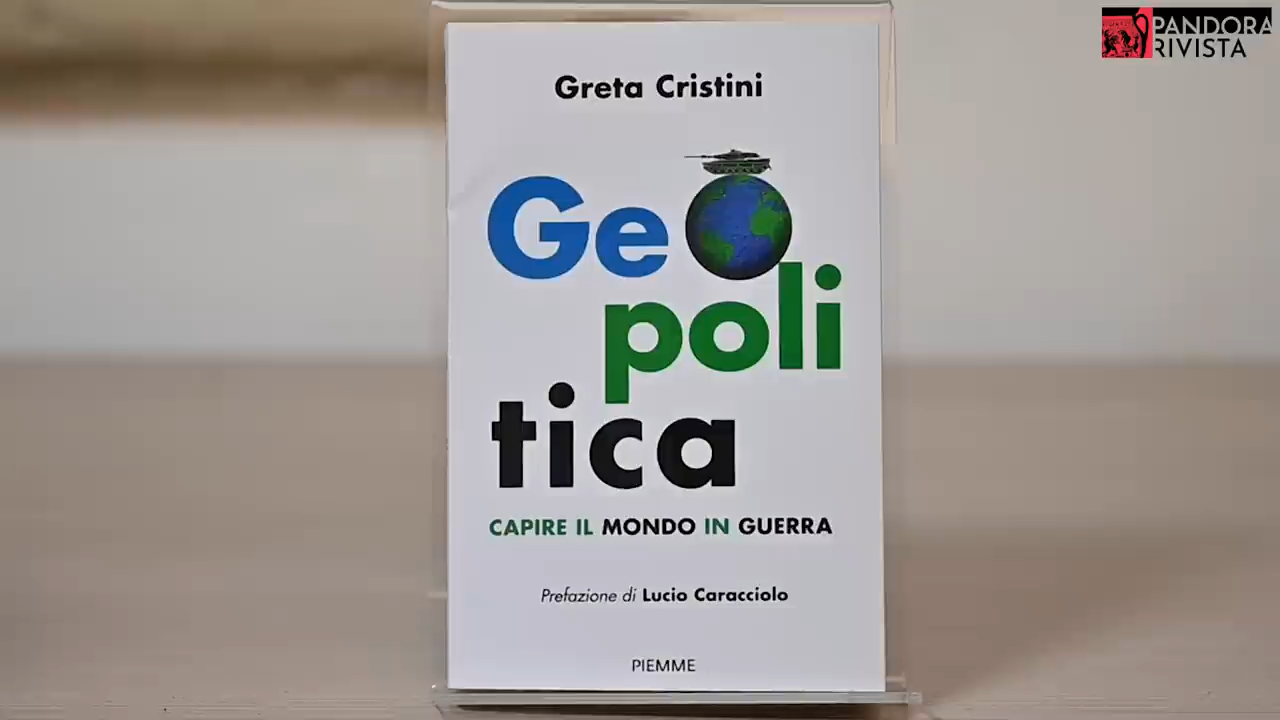 PANDORA
RIVISTA
Greta Cristini
Geo
poli
tica
CAPIRE IL MONDO IN GUERRA
Prefazione di Lucio Caracciolo
PIEMME